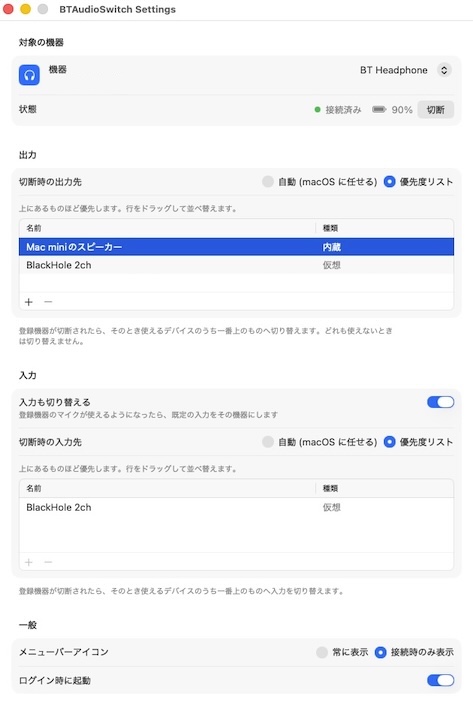 BTAudioSwitch Settings
対象の機器
機器
BT Headphone
状態
接続済み 90% 切断
出力
切断時の出力先
自動 (macOS に任せる) 優先度リスト
上にあるものほど優先します。行をドラッグして並べ替えます。
名前 種類
Mac miniのスピーカー 内蔵
BlackHole 2ch 仮想
＋ －
登録機器が切断されたら、そのとき使えるデバイスのうち一番上のものへ切り替えます。どれも使えないとき
は切り替えません。
入力
入力も切り替える
登録機器のマイクが使えるようになったら、既定の入力をその機器にします
切断時の入力先
自動 (macOS に任せる) 優先度リスト
上にあるものほど優先します。行をドラッグして並べ替えます。
名前 種類
BlackHole 2ch 仮想
＋ －
登録機器が切断されたら、そのとき使えるデバイスのうち一番上のものへ入力を切り替えます。
一般
メニューバーアイコン
常に表示 接続時のみ表示
ログイン時に起動